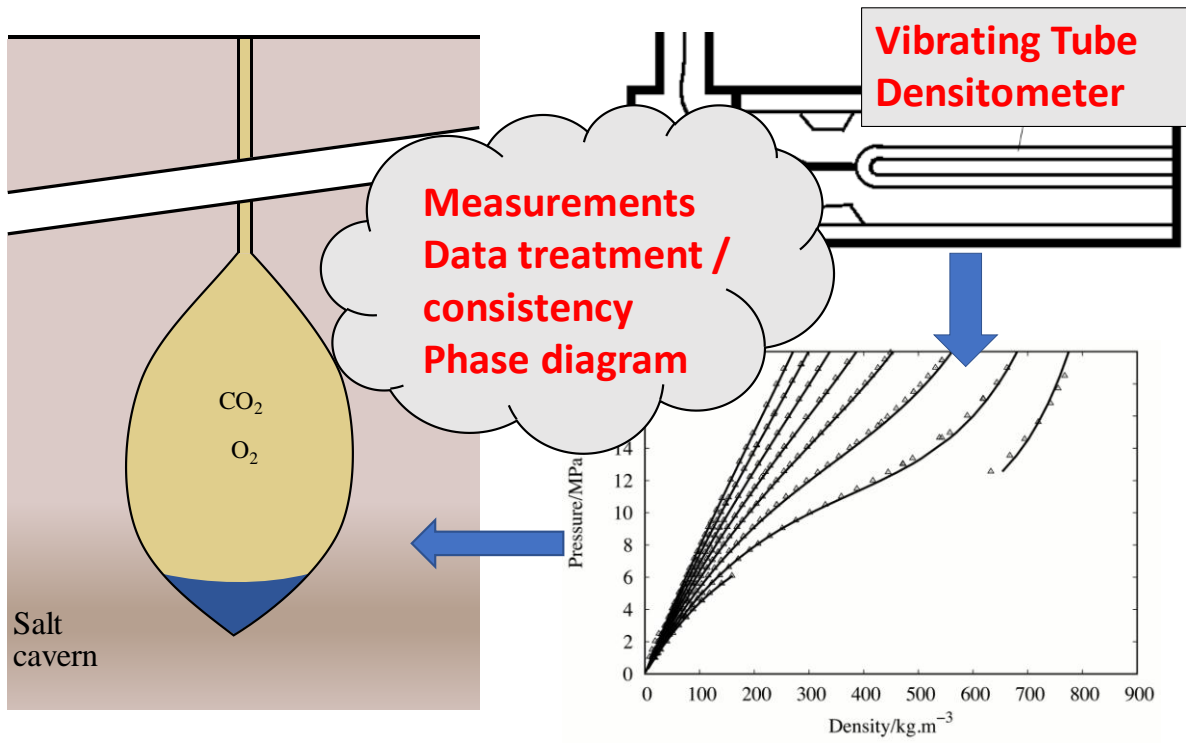 Vibrating Tube
Densitometer
Measurements
Data treatment /
consistency
Phase diagram
CO₂
O₂
Salt
cavern
Pressure/MPa
14
12
10
8
6
4
2
0
0 100 200 300 400 500 600 700 800 900
Density/kg.m⁻³